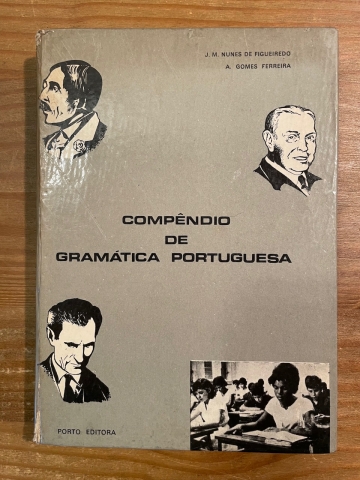 J. M. NUNES DE FIGUEIREDO
A. GOMES FERREIRA
COMPÊNDIO
DE
GRAMÁTICA PORTUGUESA
PORTO EDITORA